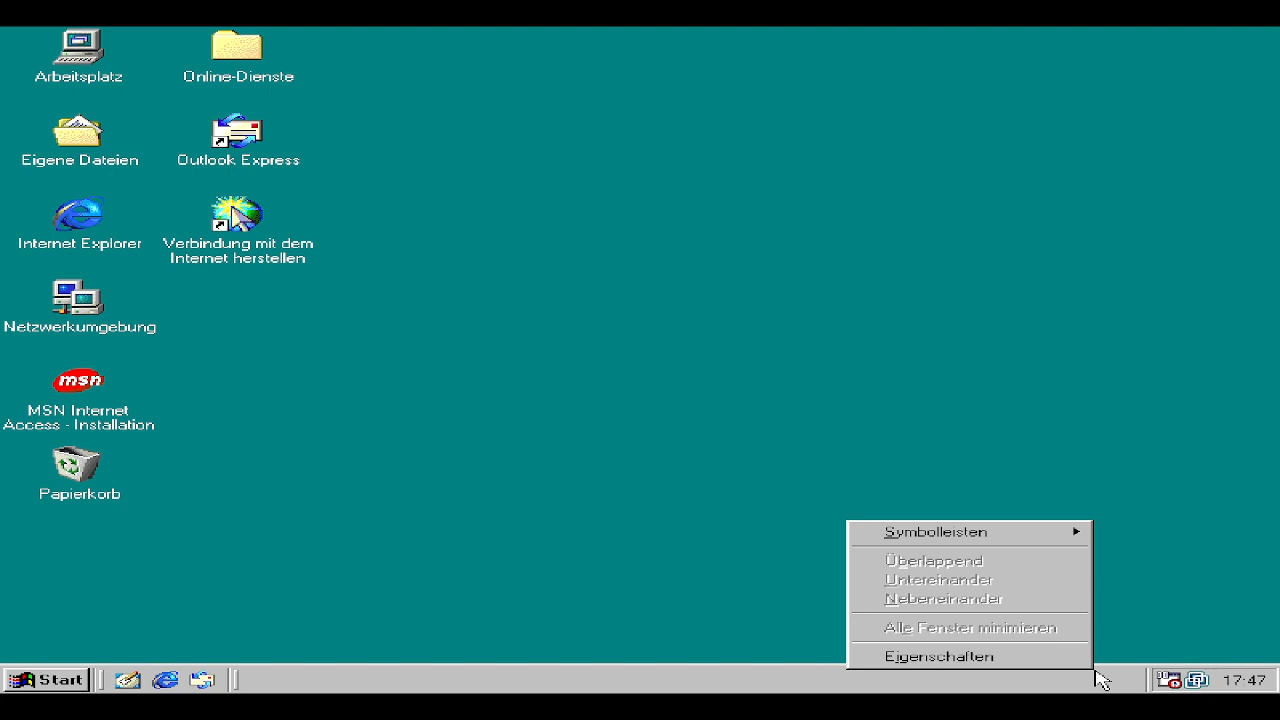 Arbeitsplatz
Online-Dienste
Eigene Dateien
Outlook Express
Internet Explorer
Verbindung mit dem
Internet herstellen
Netzwerkumgebung
msn
MSN Internet
Access - Installation
Papierkorb
Symbolleisten
Überlappend
Untereinander
Nebeneinander
Alle Fenster minimieren
Eigenschaften
Start
17:47